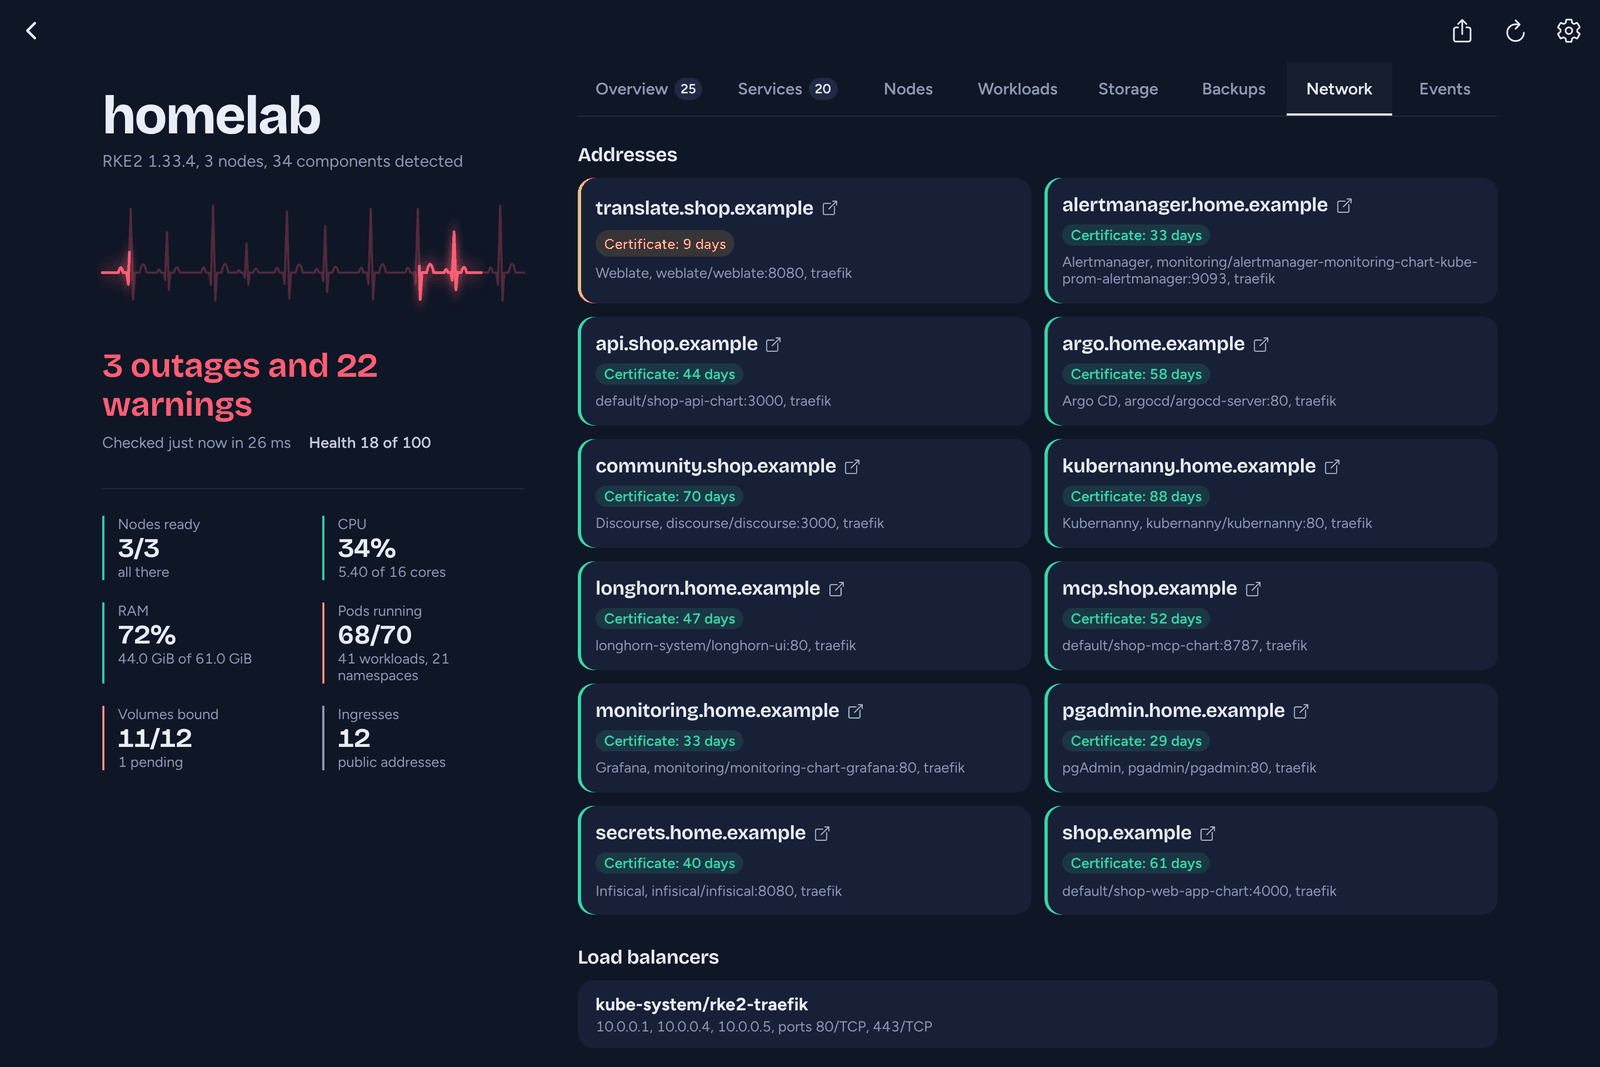 homelab
RKE2 1.33.4, 3 nodes, 34 components detected
3 outages and 22
warnings
Checked just now in 26 ms Health 18 of 100
Nodes ready
3/3
all there
CPU
34%
5.40 of 16 cores
RAM
72%
44.0 GiB of 61.0 GiB
Pods running
68/70
41 workloads, 21
namespaces
Volumes bound
11/12
1 pending
Ingresses
12
public addresses
Overview 25 Services 20 Nodes Workloads Storage Backups Network Events
Addresses
translate.shop.example
Certificate: 9 days
Weblate, weblate/weblate:8080, traefik
alertmanager.home.example
Certificate: 33 days
Alertmanager, monitoring/alertmanager-monitoring-chart-kube-
prom-alertmanager:9093, traefik
api.shop.example
Certificate: 44 days
default/shop-api-chart:3000, traefik
argo.home.example
Certificate: 58 days
Argo CD, argocd/argocd-server:80, traefik
community.shop.example
Certificate: 70 days
Discourse, discourse/discourse:3000, traefik
kubernanny.home.example
Certificate: 88 days
Kubernanny, kubernanny/kubernanny:80, traefik
longhorn.home.example
Certificate: 47 days
longhorn-system/longhorn-ui:80, traefik
mcp.shop.example
Certificate: 52 days
default/shop-mcp-chart:8787, traefik
monitoring.home.example
Certificate: 33 days
Grafana, monitoring/monitoring-chart-grafana:80, traefik
pgadmin.home.example
Certificate: 29 days
pgAdmin, pgadmin/pgadmin:80, traefik
secrets.home.example
Certificate: 40 days
Infisical, infisical/infisical:8080, traefik
shop.example
Certificate: 61 days
default/shop-web-app-chart:4000, traefik
Load balancers
kube-system/rke2-traefik
10.0.0.1, 10.0.0.4, 10.0.0.5, ports 80/TCP, 443/TCP